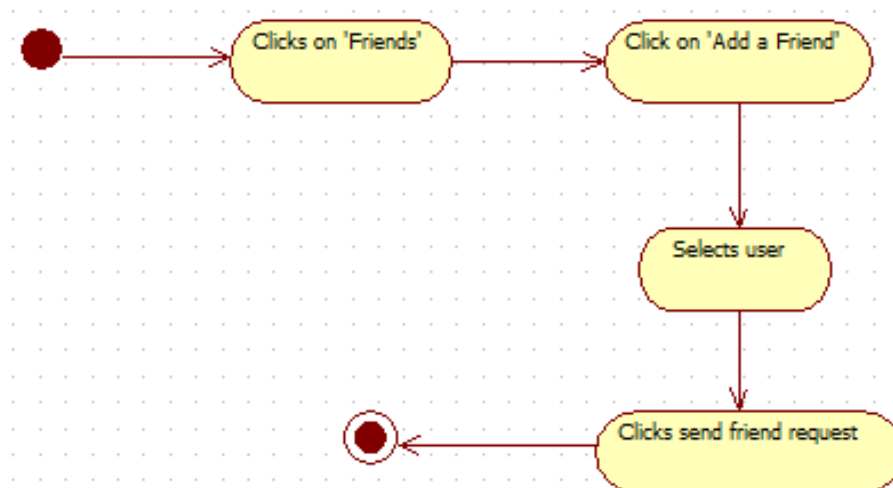 Clicks on 'Friends'
Click on 'Add a Friend'
Selects user
Clicks send friend request